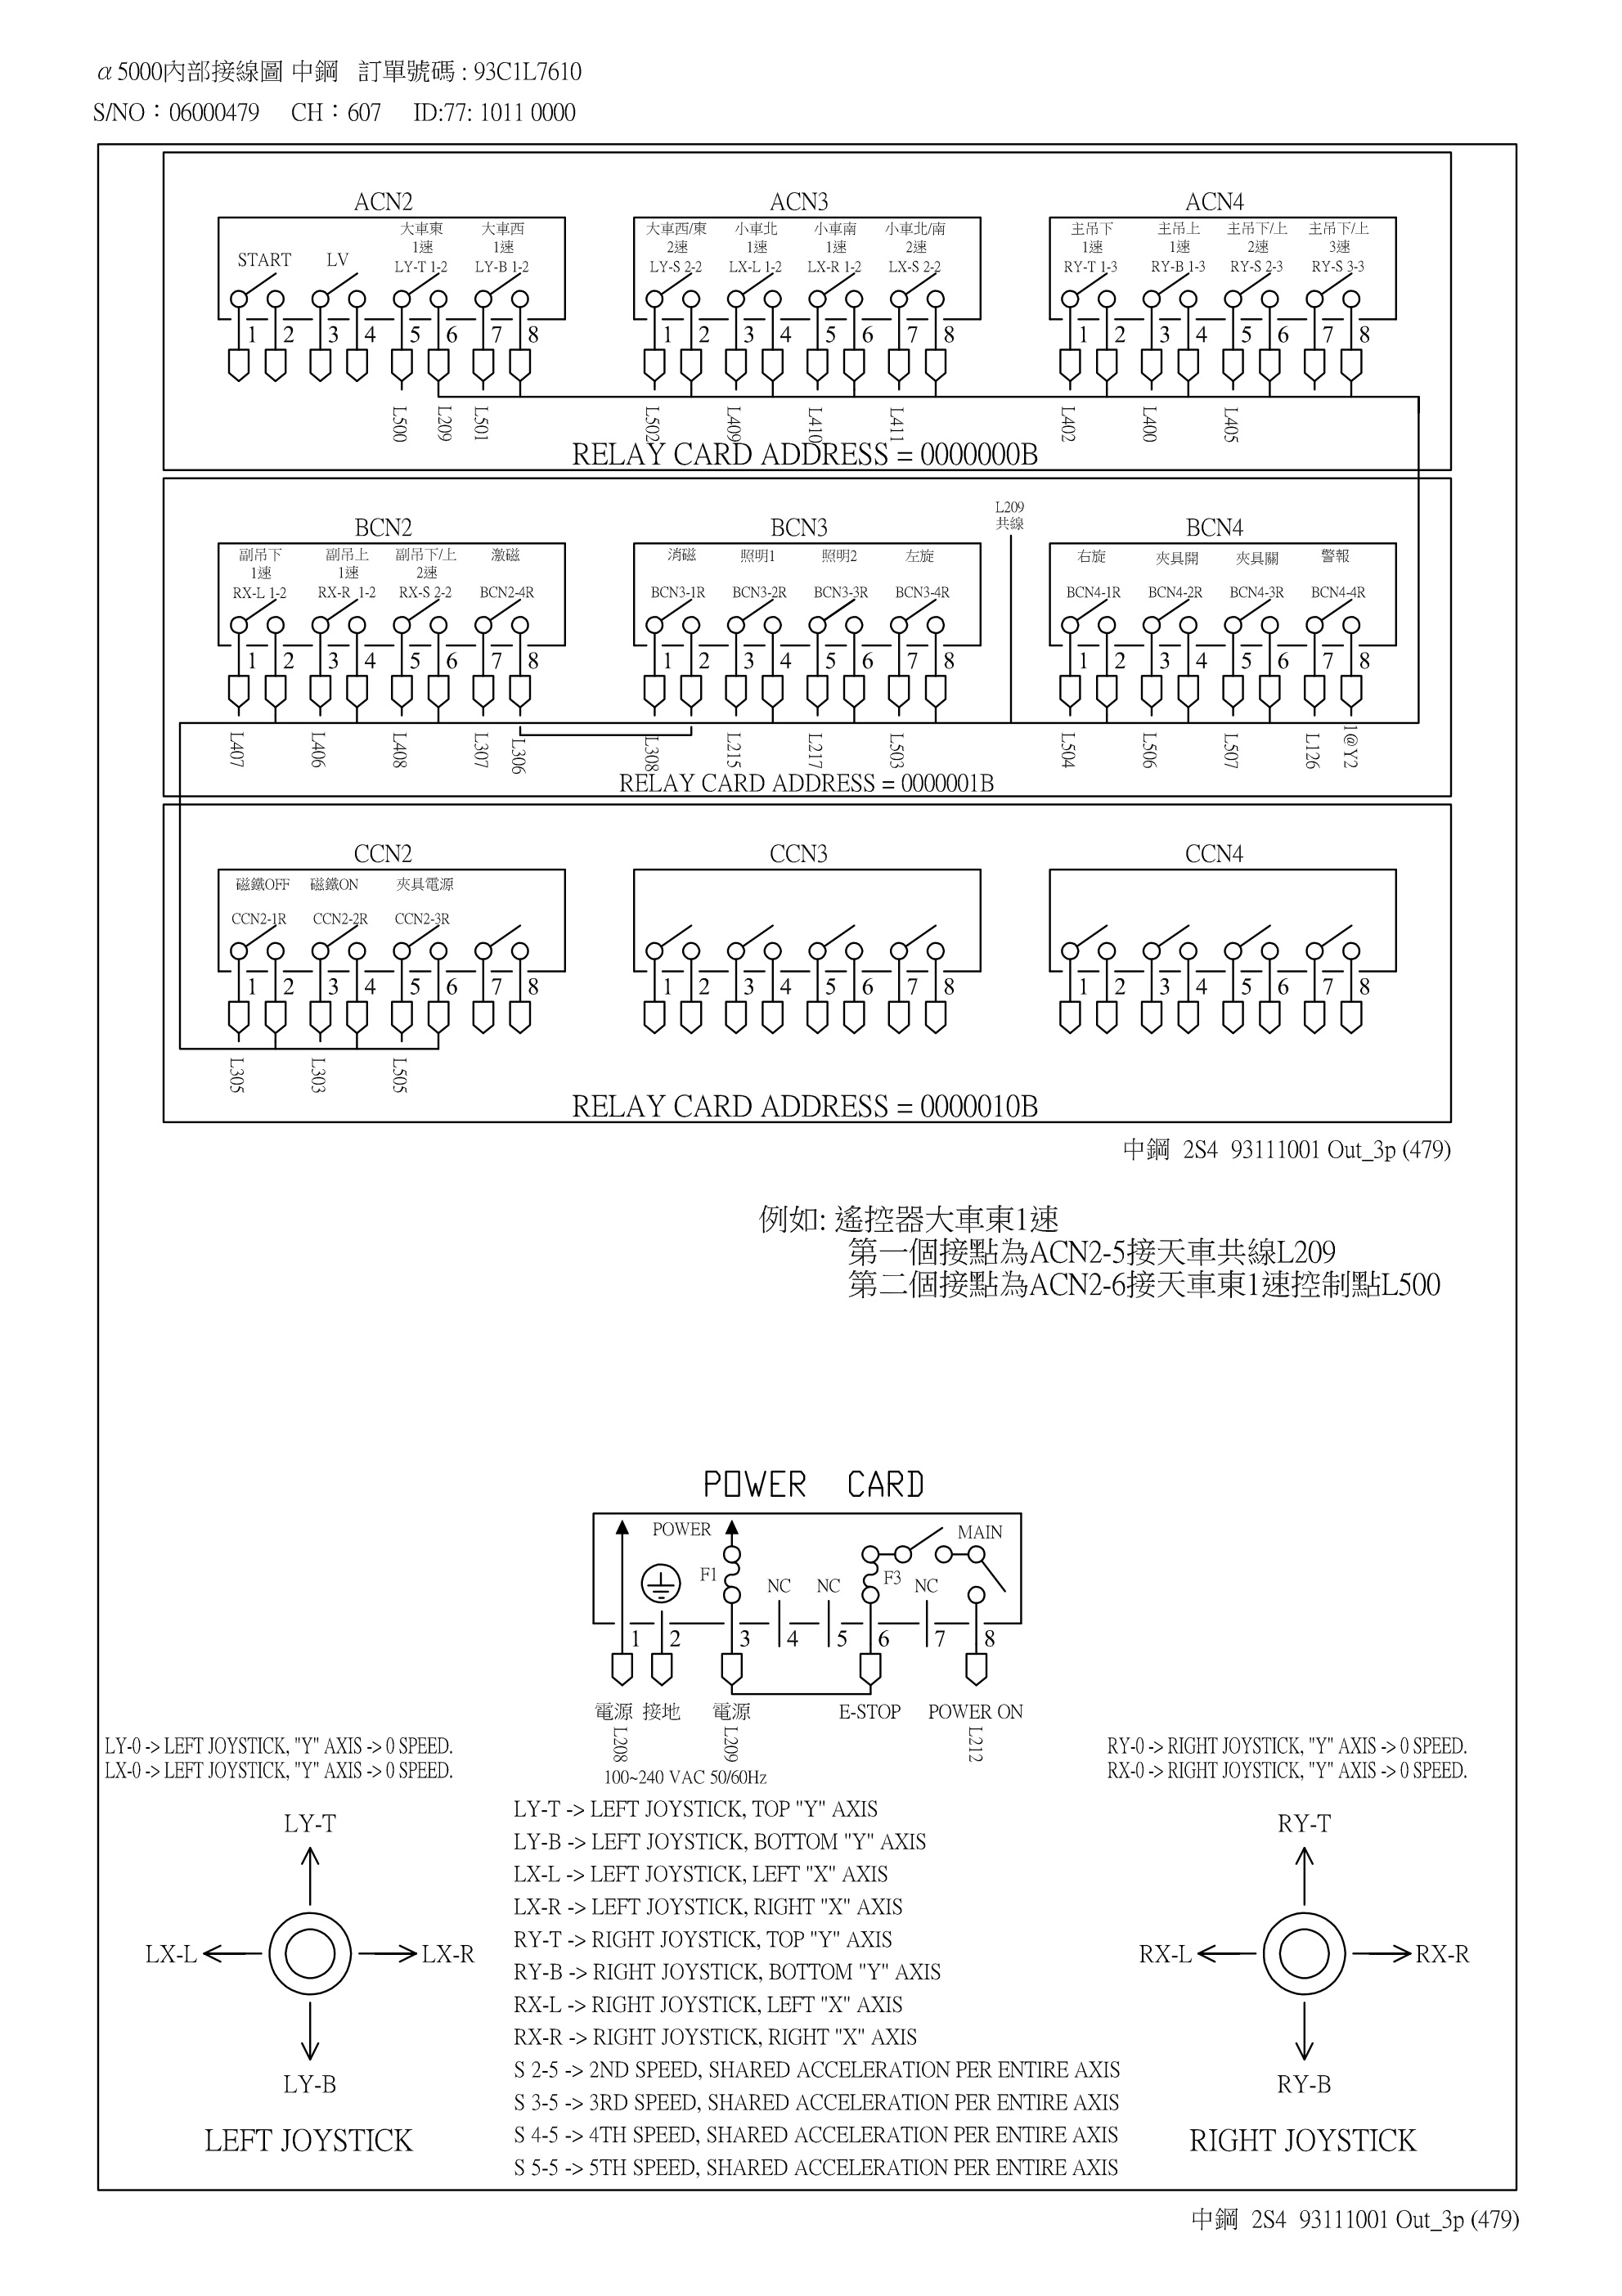 α5000內部接線圖 中鋼 訂單號碼 : 93C1L7610
S/NO：06000479 CH：607 ID:77: 1011 0000
ACN2
START
LV
大車東
1速
LY-T 1-2
大車西
1速
LY-B 1-2
1 2 3 4 5 6 7 8
L500 L209 L501
ACN3
大車西/東
2速
LY-S 2-2
小車北
1速
LX-L 1-2
小車南
1速
LX-R 1-2
小車北/南
2速
LX-S 2-2
1 2 3 4 5 6 7 8
L502 L409 L410 L411
ACN4
主吊下
1速
RY-T 1-3
主吊上
1速
RY-B 1-3
主吊下/上
2速
RY-S 2-3
主吊下/上
3速
RY-S 3-3
1 2 3 4 5 6 7 8
L402 L400 L405
RELAY CARD ADDRESS = 0000000B
BCN2
副吊下
1速
RX-L 1-2
副吊上
1速
RX-R 1-2
副吊下/上
2速
RX-S 2-2
激磁
BCN2-4R
1 2 3 4 5 6 7 8
L407 L406 L408 L307 L306
BCN3
消磁
BCN3-1R
照明1
BCN3-2R
照明2
BCN3-3R
左旋
BCN3-4R
1 2 3 4 5 6 7 8
L308 L215 L217 L503
L209
共線
BCN4
右旋
BCN4-1R
夾具開
BCN4-2R
夾具關
BCN4-3R
警報
BCN4-4R
1 2 3 4 5 6 7 8
L504 L506 L507 L126 1@Y2
RELAY CARD ADDRESS = 0000001B
CCN2
磁鐵OFF
CCN2-1R
磁鐵ON
CCN2-2R
夾具電源
CCN2-3R
1 2 3 4 5 6 7 8
L305 L303 L505
CCN3
1 2 3 4 5 6 7 8
CCN4
1 2 3 4 5 6 7 8
RELAY CARD ADDRESS = 0000010B
中鋼 2S4 93111001 Out_3p (479)
例如: 遙控器大車東1速
第一個接點為ACN2-5接天車共線L209
第二個接點為ACN2-6接天車東1速控制點L500
POWER CARD
POWER
MAIN
F1
NC NC
F3
NC
1 2 3 4 5 6 7 8
電源 接地 電源 E-STOP POWER ON
L208 L209 L212
100~240 VAC 50/60Hz
LY-0 -> LEFT JOYSTICK, "Y" AXIS -> 0 SPEED.
LX-0 -> LEFT JOYSTICK, "Y" AXIS -> 0 SPEED.
RY-0 -> RIGHT JOYSTICK, "Y" AXIS -> 0 SPEED.
RX-0 -> RIGHT JOYSTICK, "Y" AXIS -> 0 SPEED.
LY-T
LX-L
LX-R
LY-B
LEFT JOYSTICK
LY-T -> LEFT JOYSTICK, TOP "Y" AXIS
LY-B -> LEFT JOYSTICK, BOTTOM "Y" AXIS
LX-L -> LEFT JOYSTICK, LEFT "X" AXIS
LX-R -> LEFT JOYSTICK, RIGHT "X" AXIS
RY-T -> RIGHT JOYSTICK, TOP "Y" AXIS
RY-B -> RIGHT JOYSTICK, BOTTOM "Y" AXIS
RX-L -> RIGHT JOYSTICK, LEFT "X" AXIS
RX-R -> RIGHT JOYSTICK, RIGHT "X" AXIS
S 2-5 -> 2ND SPEED, SHARED ACCELERATION PER ENTIRE AXIS
S 3-5 -> 3RD SPEED, SHARED ACCELERATION PER ENTIRE AXIS
S 4-5 -> 4TH SPEED, SHARED ACCELERATION PER ENTIRE AXIS
S 5-5 -> 5TH SPEED, SHARED ACCELERATION PER ENTIRE AXIS
RY-T
RX-L
RX-R
RY-B
RIGHT JOYSTICK
中鋼 2S4 93111001 Out_3p (479)